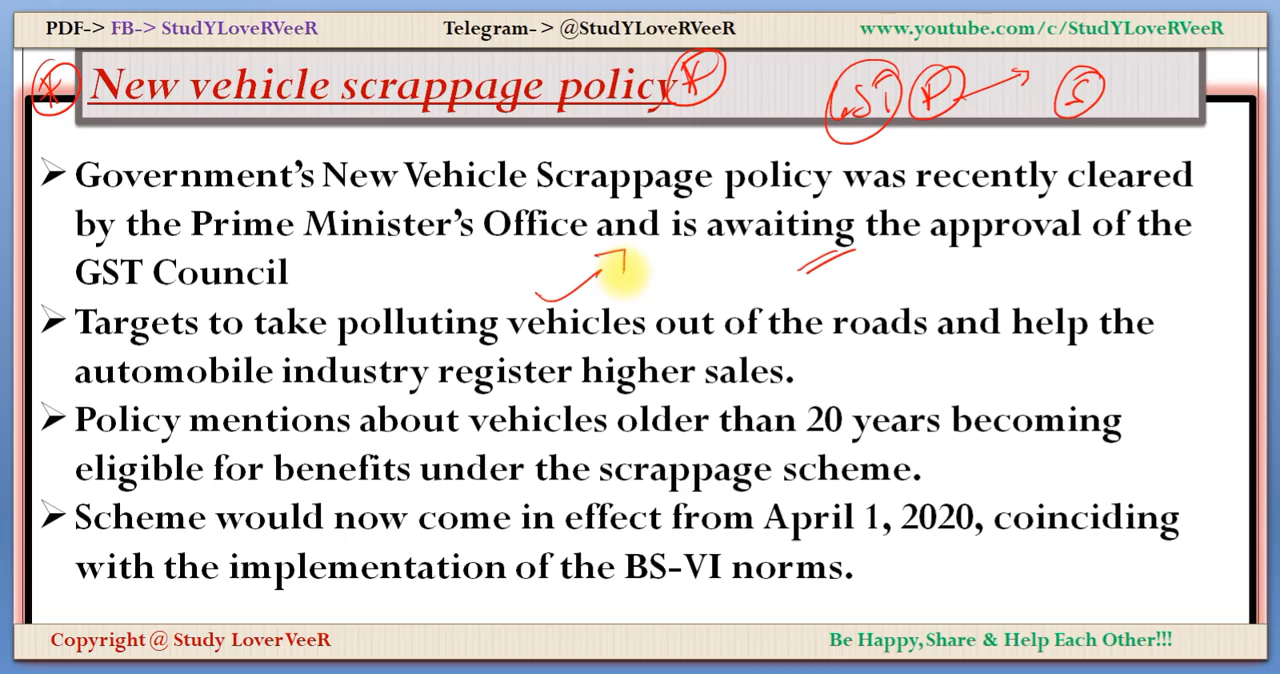 PDF-> FB-> StudYLoveRVeeR Telegram- > @StudYLoveRVeeR www.youtube.com/c/StudYLoveRVeeR
New vehicle scrappage policy
➢ Government's New Vehicle Scrappage policy was recently cleared
by the Prime Minister's Office and is awaiting the approval of the
GST Council
➢ Targets to take polluting vehicles out of the roads and help the
automobile industry register higher sales.
➢ Policy mentions about vehicles older than 20 years becoming
eligible for benefits under the scrappage scheme.
➢ Scheme would now come in effect from April 1, 2020, coinciding
with the implementation of the BS-VI norms.
Copyright @ Study LoverVeeR Be Happy,Share & Help Each Other!!!